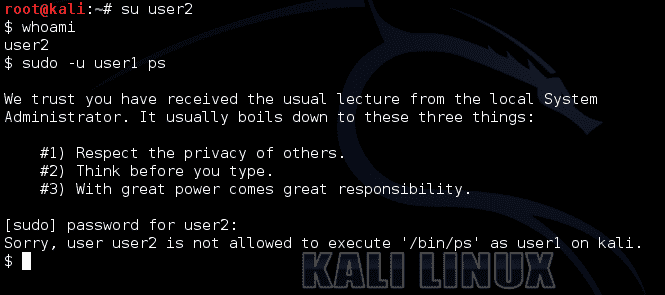 root@kali:~# su user2
$ whoami
user2
$ sudo -u user1 ps
We trust you have received the usual lecture from the local System
Administrator. It usually boils down to these three things:
#1) Respect the privacy of others.
#2) Think before you type.
#3) With great power comes great responsibility.
[sudo] password for user2:
Sorry, user user2 is not allowed to execute '/bin/ps' as user1 on kali.
$
KALI LINUX